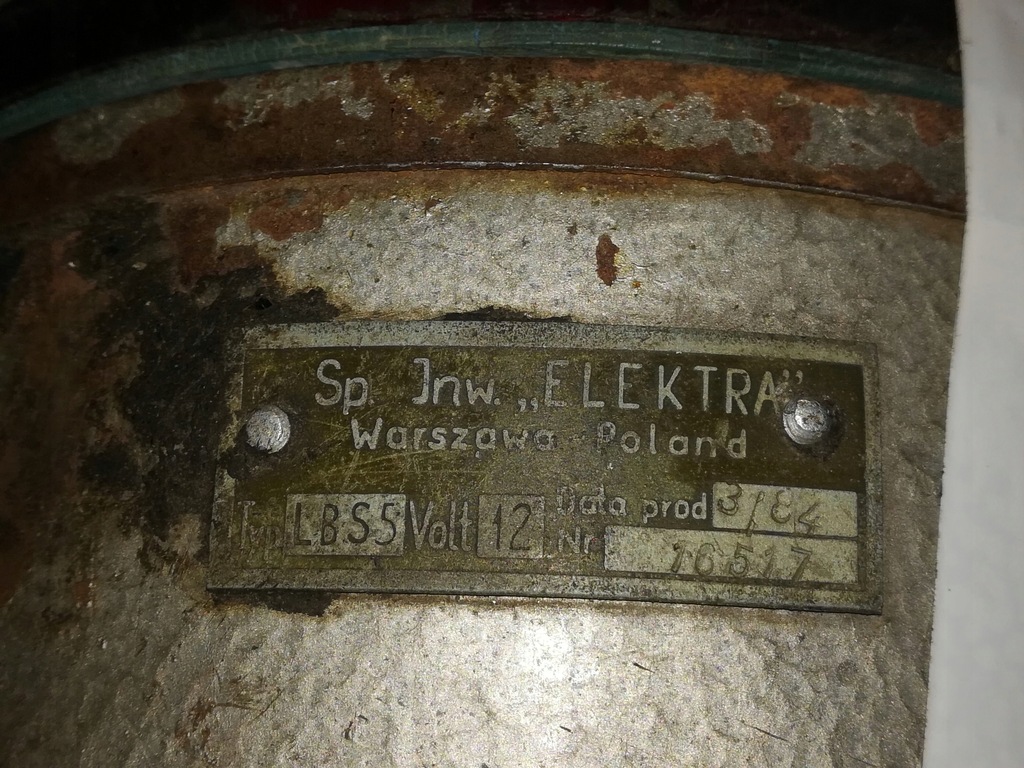 Sp. Jnw. „ELEKTRA”
Warszawa - Poland
Typ LBS5 Volt 12 Data prod 3/84
Nr 16517